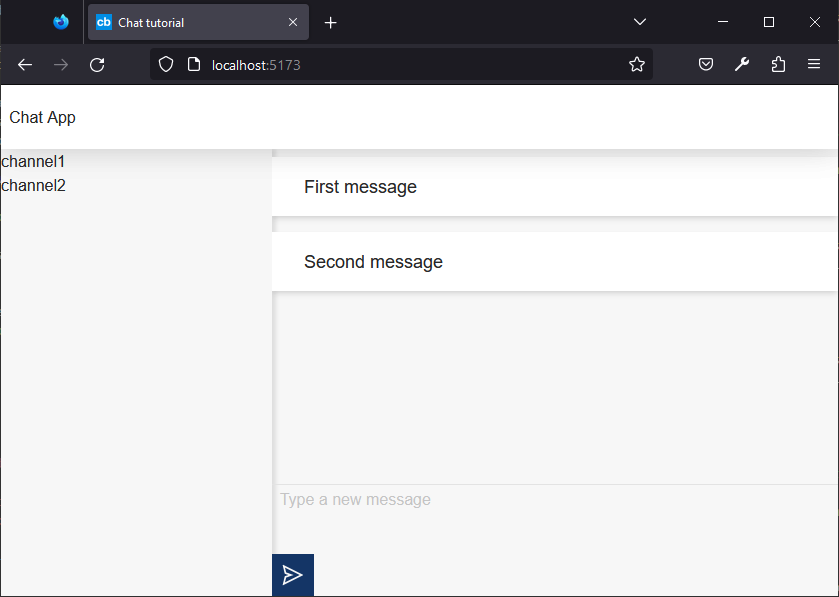 cb Chat tutorial
localhost:5173
Chat App
channel1
channel2
First message
Second message
Type a new message